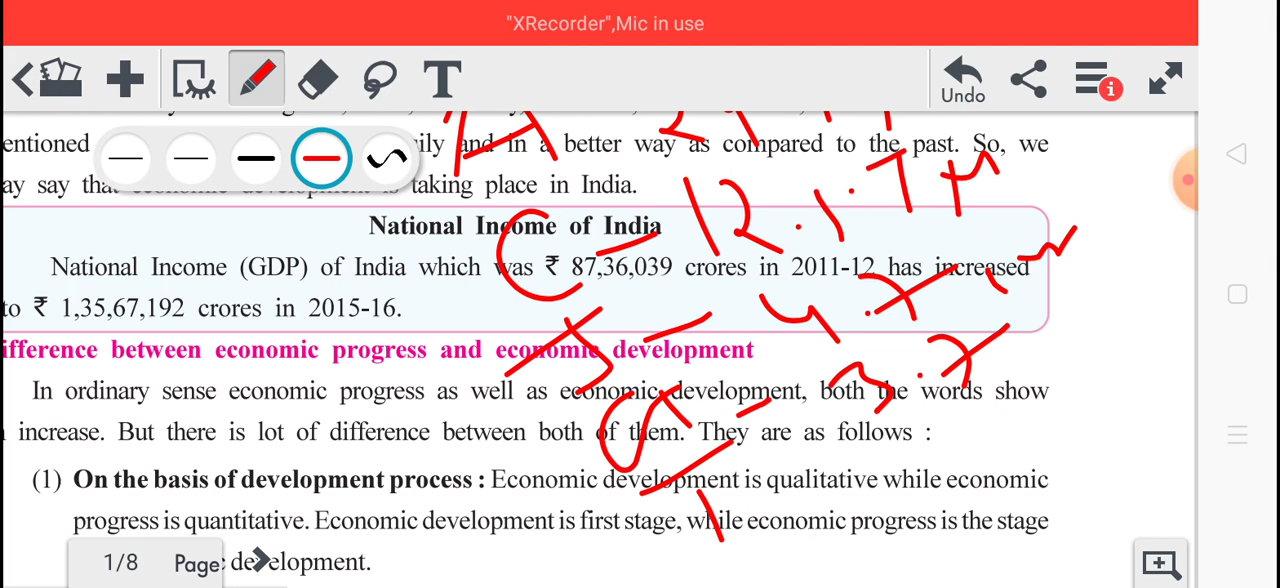 "XRecorder",Mic in use
T
Undo
i
entioned ily and in a better way as compared to the past. So, we
ay say that economic development is taking place in India.
National Income of India
National Income (GDP) of India which was ₹ 87,36,039 crores in 2011-12 has increased
to ₹ 1,35,67,192 crores in 2015-16.
ifference between economic progress and economic development
In ordinary sense economic progress as well as economic development, both the words show
increase. But there is lot of difference between both of them. They are as follows :
(1) On the basis of development process : Economic development is qualitative while economic
progress is quantitative. Economic development is first stage, while economic progress is the stage
development.
1/8 Page